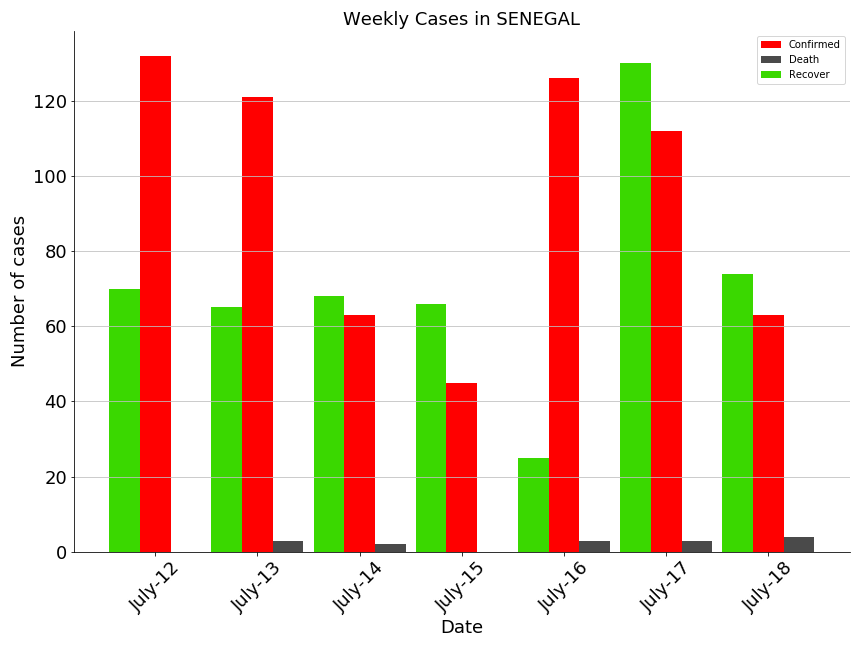 Weekly Cases in SENEGAL
Confirmed
Death
Recover
Number of cases
120
100
80
60
40
20
0
July-12
July-13
July-14
July-15
July-16
July-17
July-18
Date